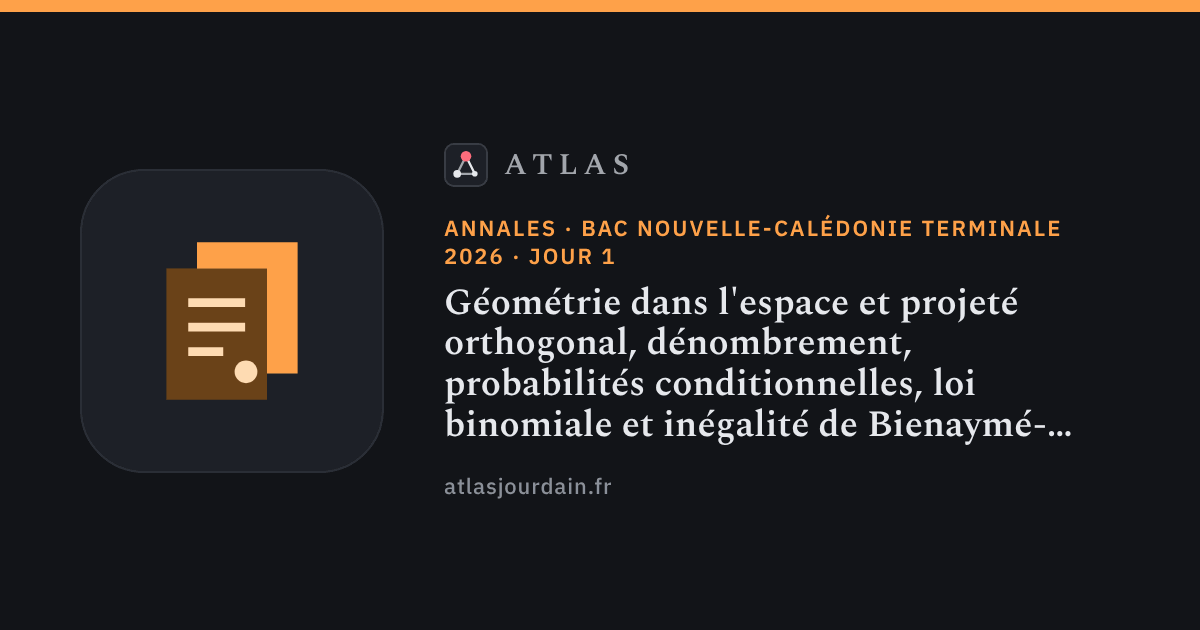 ATLAS
ANNALES · BAC NOUVELLE-CALÉDONIE TERMINALE
2026 · JOUR 1
Géométrie dans l'espace et projeté
orthogonal, dénombrement,
probabilités conditionnelles, loi
binomiale et inégalité de Bienaymé-…
atlasjourdain.fr